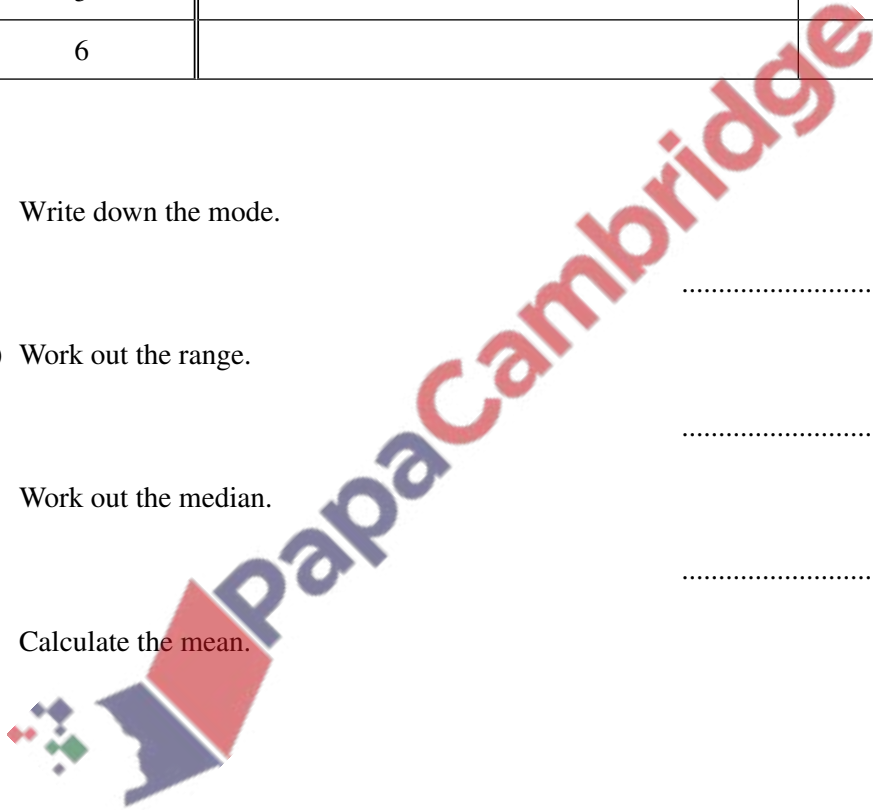 6
Write down the mode.
..........................
) Work out the range.
..........................
Work out the median.
..........................
Calculate the mean.
PapaCambridge